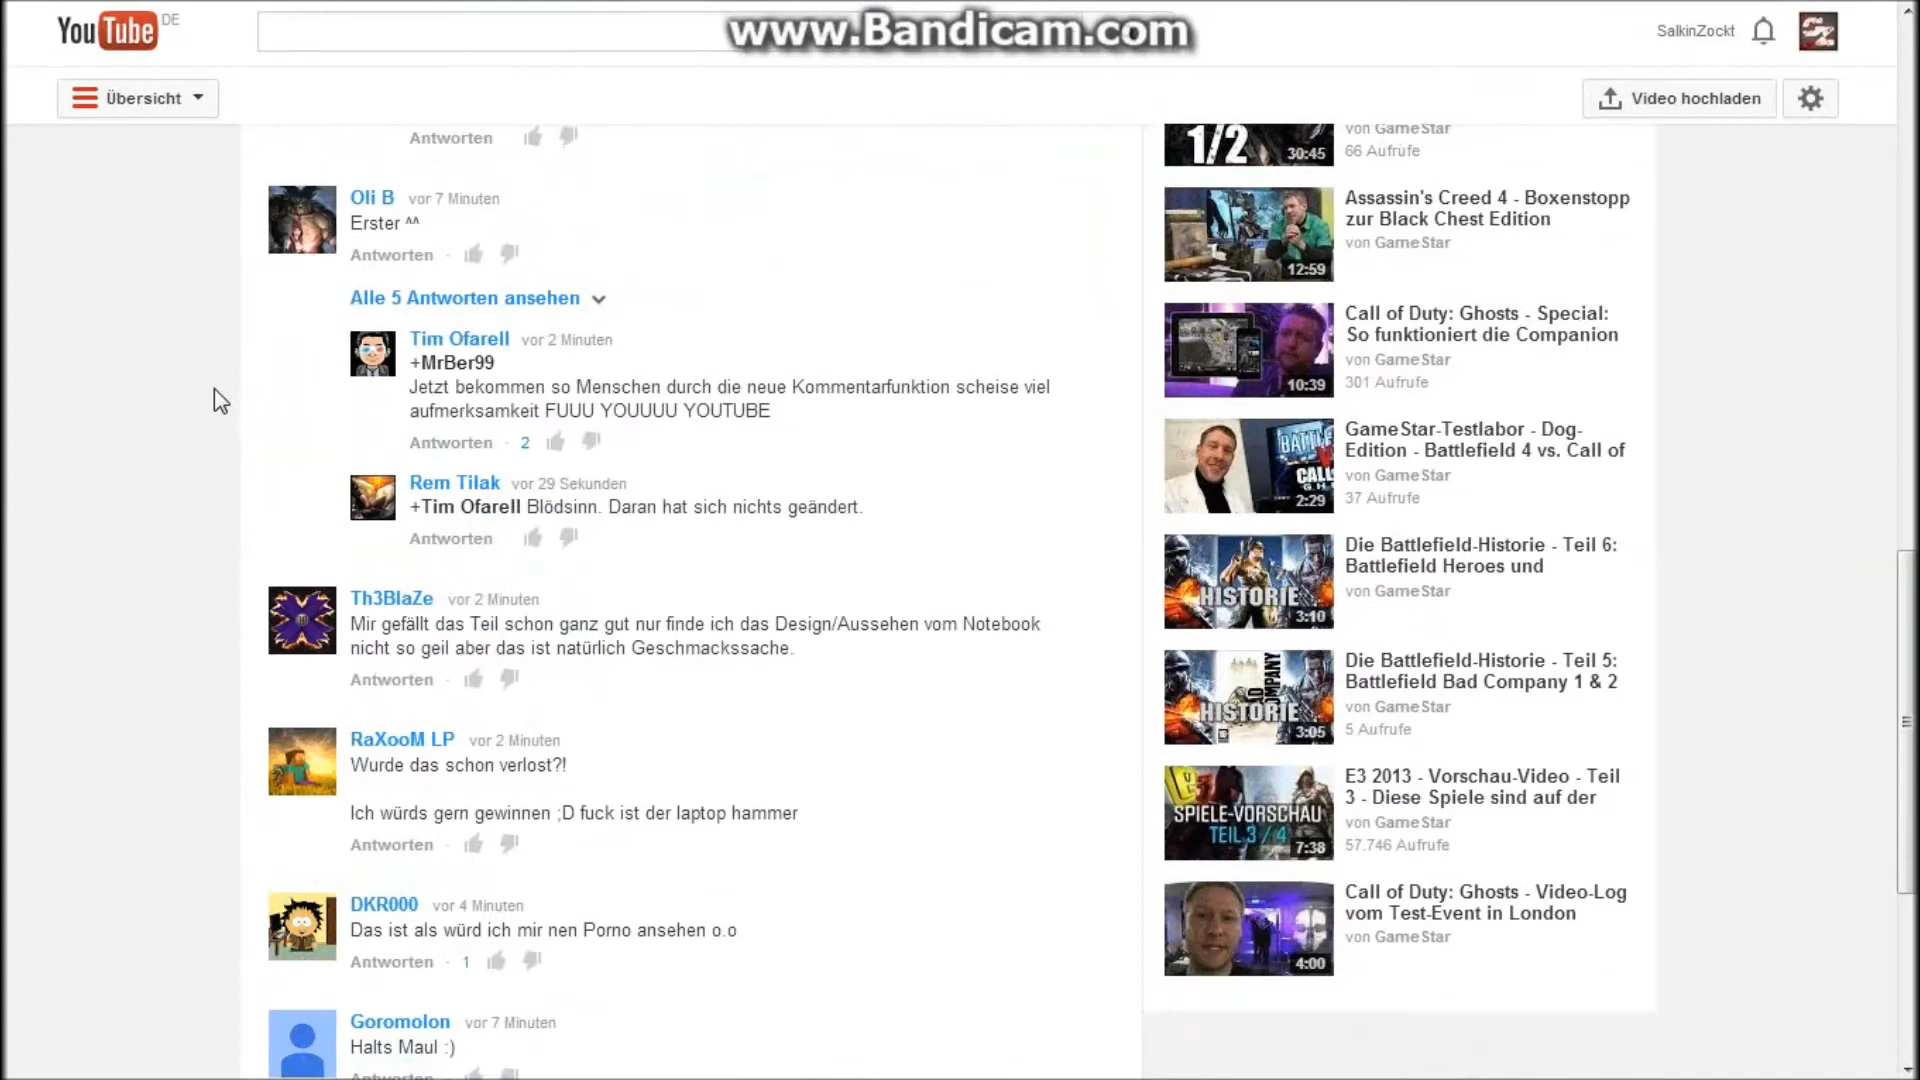 YouTube DE
www.Bandicam.com
SalkinZockt
Übersicht
Video hochladen
Antworten
Oli B vor 7 Minuten
Erster ^^
Antworten
Alle 5 Antworten ansehen
Tim Ofarell vor 2 Minuten
+MrBer99
Jetzt bekommen so Menschen durch die neue Kommentarfunktion scheise viel
aufmerksamkeit FUUU YOUUUU YOUTUBE
Antworten · 2
Rem Tilak vor 29 Sekunden
+Tim Ofarell Blödsinn. Daran hat sich nichts geändert.
Antworten
Th3BlaZe vor 2 Minuten
Mir gefällt das Teil schon ganz gut nur finde ich das Design/Aussehen vom Notebook
nicht so geil aber das ist natürlich Geschmackssache.
Antworten
RaXooM LP vor 2 Minuten
Wurde das schon verlost?!
Ich würds gern gewinnen ;D fuck ist der laptop hammer
Antworten
DKR000 vor 4 Minuten
Das ist als würd ich mir nen Porno ansehen o.o
Antworten · 1
Goromolon vor 7 Minuten
Halts Maul :)
Antworten
1/2
30:45
von GameStar
66 Aufrufe
12:59
Assassin's Creed 4 - Boxenstopp
zur Black Chest Edition
von GameStar
10:39
Call of Duty: Ghosts - Special:
So funktioniert die Companion
von GameStar
301 Aufrufe
BATTLE
CALL
2:29
GameStar-Testlabor - Dog-
Edition - Battlefield 4 vs. Call of
von GameStar
37 Aufrufe
HISTORIE
3:10
Die Battlefield-Historie - Teil 6:
Battlefield Heroes und
von GameStar
HISTORIE
3:05
Die Battlefield-Historie - Teil 5:
Battlefield Bad Company 1 & 2
von GameStar
5 Aufrufe
SPIELE-VORSCHAU
TEIL 3 / 4
7:38
E3 2013 - Vorschau-Video - Teil
3 - Diese Spiele sind auf der
von GameStar
57.746 Aufrufe
4:00
Call of Duty: Ghosts - Video-Log
vom Test-Event in London
von GameStar